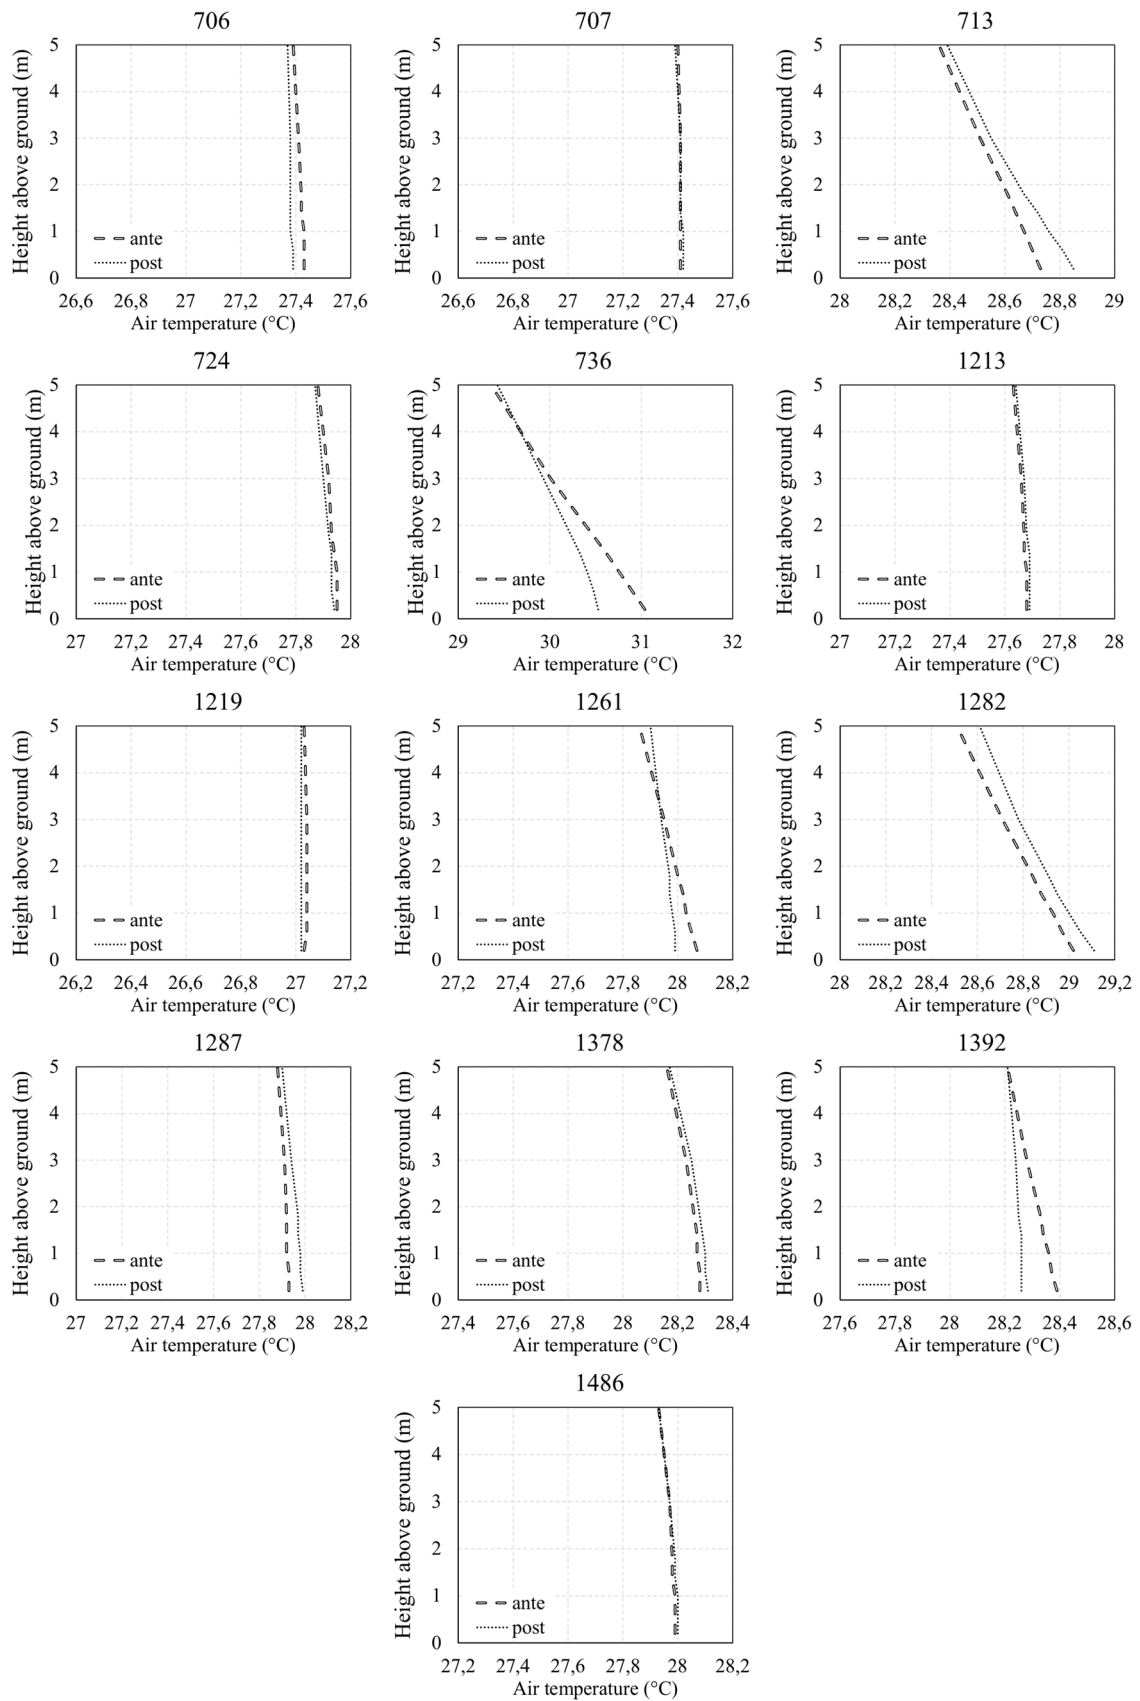 706 707 713
Height above ground (m) 5 4 3 2 1 0 ante post
26,6 26,8 27 27,2 27,4 27,6
Air temperature (°C)
Height above ground (m) 5 4 3 2 1 0 ante post
26,6 26,8 27 27,2 27,4 27,6
Air temperature (°C)
Height above ground (m) 5 4 3 2 1 0 ante post
28 28,2 28,4 28,6 28,8 29
Air temperature (°C)
724 736 1213
Height above ground (m) 5 4 3 2 1 0 ante post
27 27,2 27,4 27,6 27,8 28
Air temperature (°C)
Height above ground (m) 5 4 3 2 1 0 ante post
29 30 31 32
Air temperature (°C)
Height above ground (m) 5 4 3 2 1 0 ante post
27 27,2 27,4 27,6 27,8 28
Air temperature (°C)
1219 1261 1282
Height above ground (m) 5 4 3 2 1 0 ante post
26,2 26,4 26,6 26,8 27 27,2
Air temperature (°C)
Height above ground (m) 5 4 3 2 1 0 ante post
27,2 27,4 27,6 27,8 28 28,2
Air temperature (°C)
Height above ground (m) 5 4 3 2 1 0 ante post
28 28,2 28,4 28,6 28,8 29 29,2
Air temperature (°C)
1287 1378 1392
Height above ground (m) 5 4 3 2 1 0 ante post
27 27,2 27,4 27,6 27,8 28 28,2
Air temperature (°C)
Height above ground (m) 5 4 3 2 1 0 ante post
27,4 27,6 27,8 28 28,2 28,4
Air temperature (°C)
Height above ground (m) 5 4 3 2 1 0 ante post
27,6 27,8 28 28,2 28,4 28,6
Air temperature (°C)
1486
Height above ground (m) 5 4 3 2 1 0 ante post
27,2 27,4 27,6 27,8 28 28,2
Air temperature (°C)